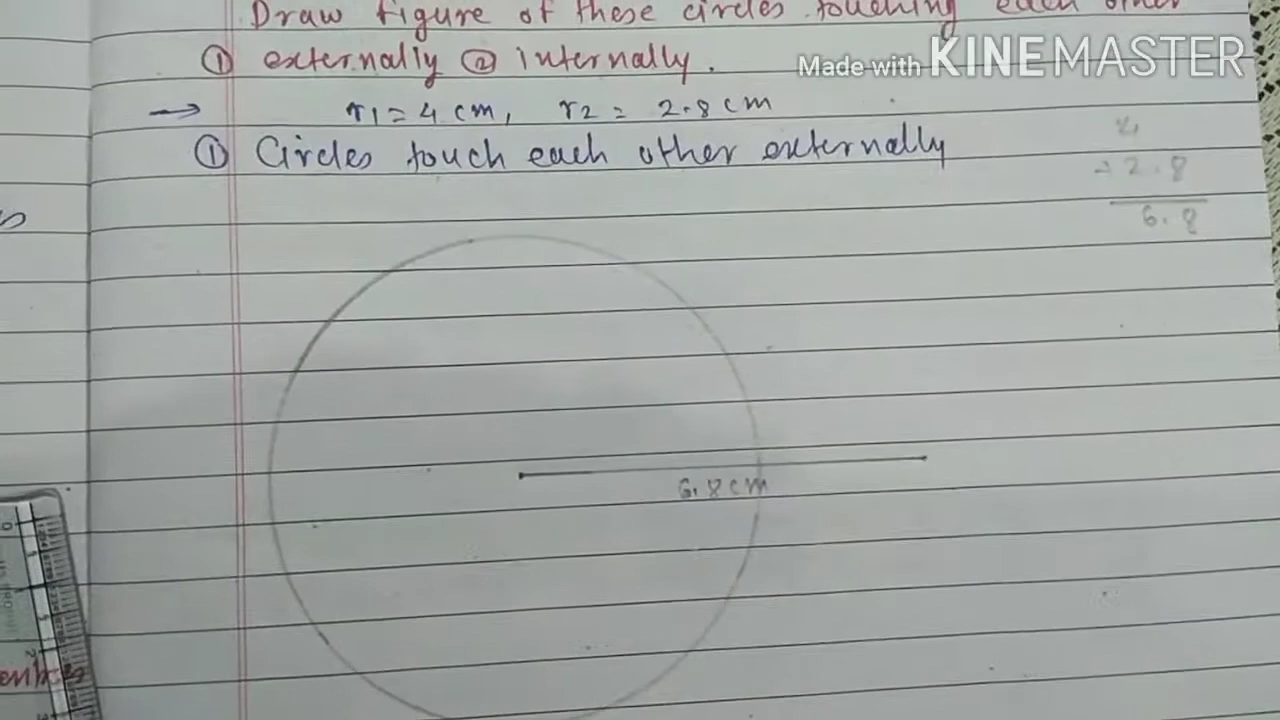 Draw figure of these circles touching each other
① externally ② internally.
Made with KINEMASTER
→ r1 = 4 cm, r2 = 2.8 cm
① Circles touch each other externally
4
2.8
6.8
6.8 cm